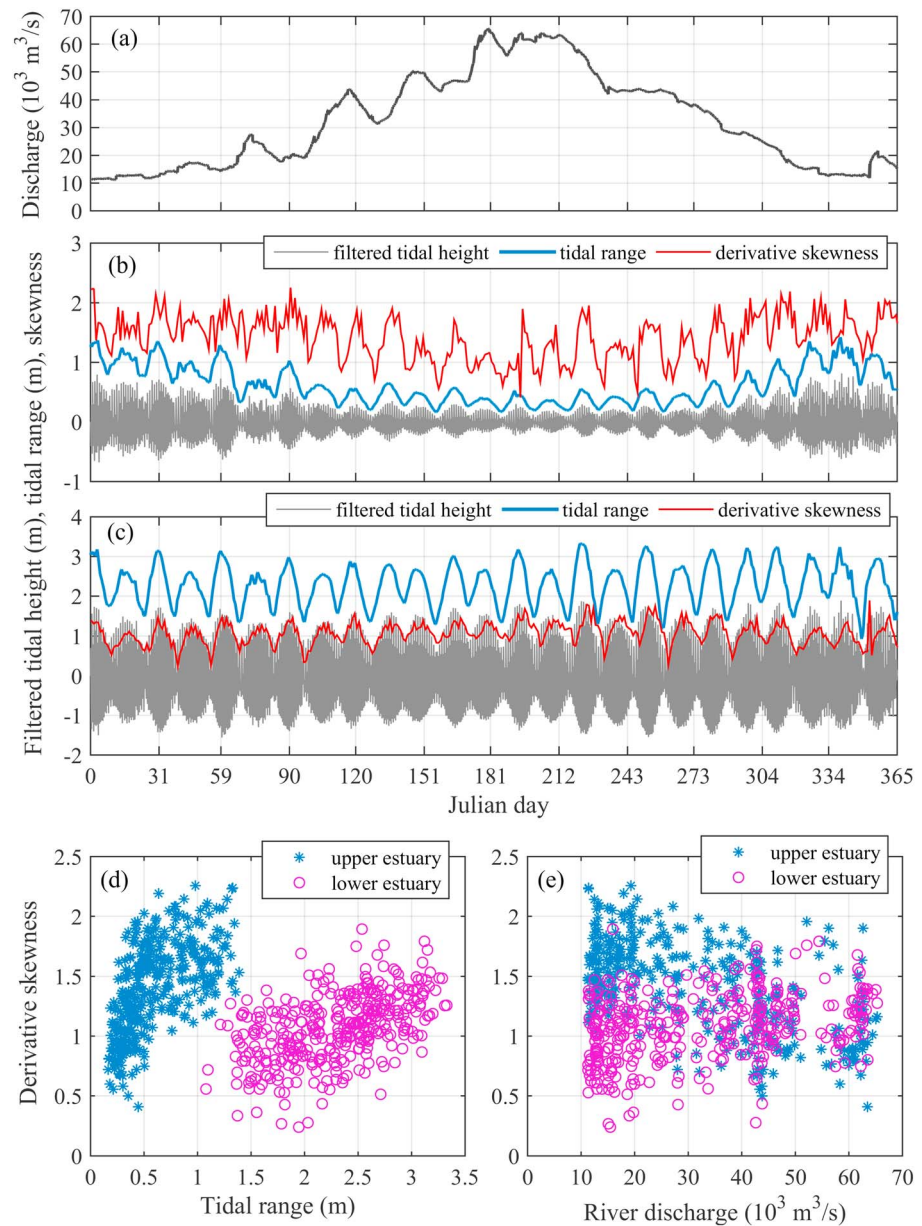 (a)
Discharge (10³ m³/s)
70
60
50
40
30
20
10
0
(b)
filtered tidal height tidal range derivative skewness
Filtered tidal height (m), tidal range (m), skewness
3
2
1
0
-1
(c)
filtered tidal height tidal range derivative skewness
4
3
2
1
0
-1
-2
0 31 59 90 120 151 181 212 243 273 304 334 365
Julian day
(d)
upper estuary
lower estuary
Derivative skewness
2.5
2
1.5
1
0.5
0
0 0.5 1 1.5 2 2.5 3 3.5
Tidal range (m)
(e)
upper estuary
lower estuary
2.5
2
1.5
1
0.5
0
0 10 20 30 40 50 60 70
River discharge (10³ m³/s)